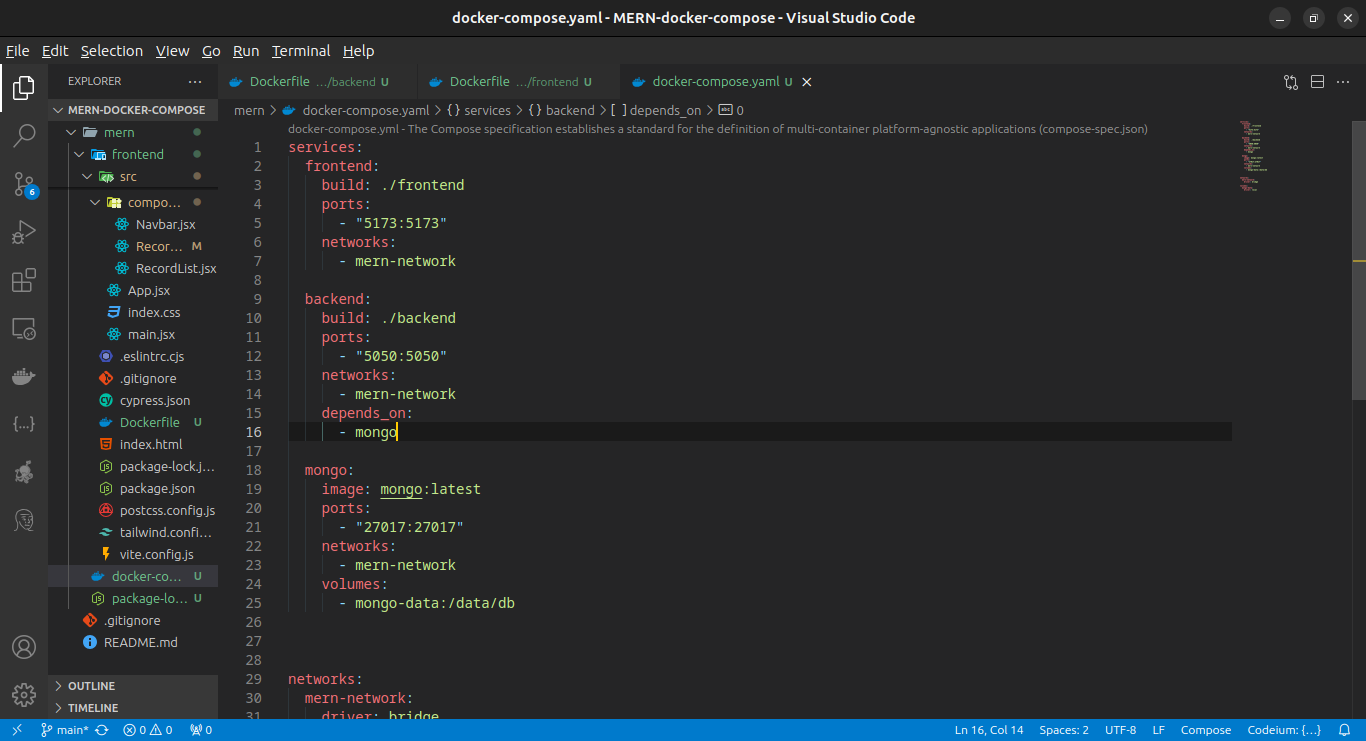 docker-compose.yaml - MERN-docker-compose - Visual Studio Code
File Edit Selection View Go Run Terminal Help
EXPLORER ···
Dockerfile .../backend U
Dockerfile .../frontend U
docker-compose.yaml U
MERN-DOCKER-COMPOSE
mern > docker-compose.yaml > {} services > {} backend > [ ] depends_on > abc 0
mern
frontend
src
compo...
Navbar.jsx
Recor... M
RecordList.jsx
App.jsx
index.css
main.jsx
.eslintrc.cjs
.gitignore
cypress.json
Dockerfile U
index.html
package-lock.j...
package.json
postcss.config.js
tailwind.confi...
vite.config.js
docker-co... U
package-lo... U
.gitignore
README.md
OUTLINE
TIMELINE
6
docker-compose.yml - The Compose specification establishes a standard for the definition of multi-container platform-agnostic applications (compose-spec.json)
1 services:
2   frontend:
3     build: ./frontend
4     ports:
5       - "5173:5173"
6     networks:
7       - mern-network
8
9   backend:
10     build: ./backend
11     ports:
12       - "5050:5050"
13     networks:
14       - mern-network
15     depends_on:
16       - mongo
17
18   mongo:
19     image: mongo:latest
20     ports:
21       - "27017:27017"
22     networks:
23       - mern-network
24     volumes:
25       - mongo-data:/data/db
26
27
28
29 networks:
30   mern-network:
31     driver: bridge
main* 0 0 0 Ln 16, Col 14 Spaces: 2 UTF-8 LF Compose Codeium: {...}